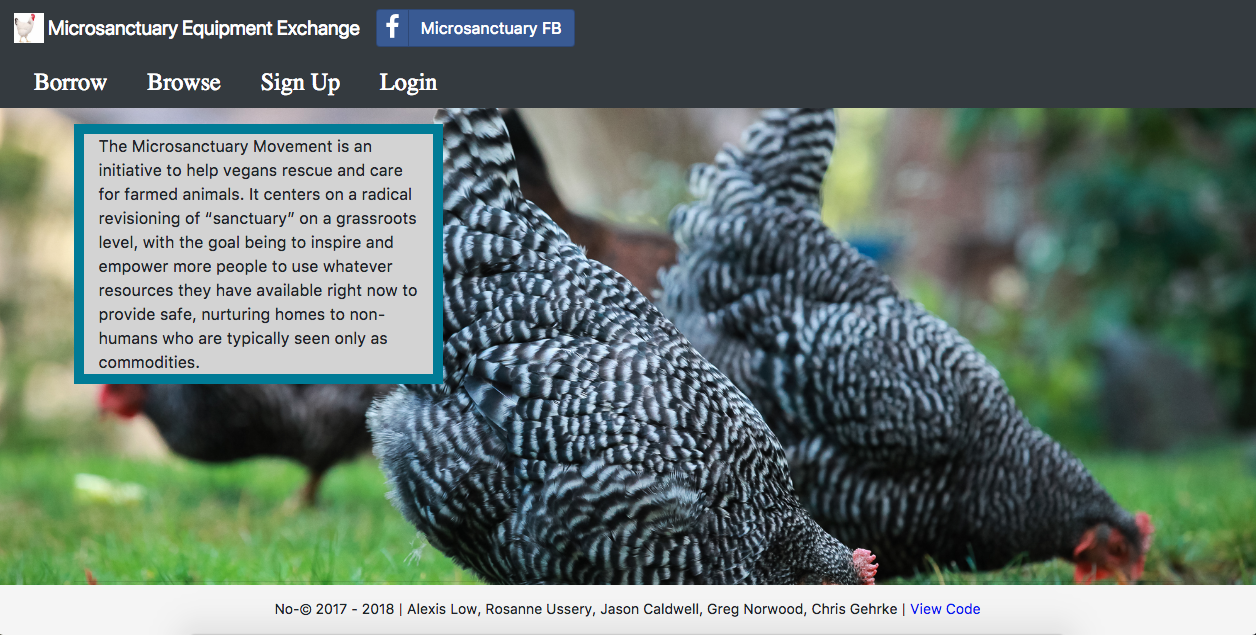 Microsanctuary Equipment Exchange
f Microsanctuary FB
Borrow Browse Sign Up Login
The Microsanctuary Movement is an
initiative to help vegans rescue and care
for farmed animals. It centers on a radical
revisioning of “sanctuary” on a grassroots
level, with the goal being to inspire and
empower more people to use whatever
resources they have available right now to
provide safe, nurturing homes to non-
humans who are typically seen only as
commodities.
No-© 2017 - 2018 | Alexis Low, Rosanne Ussery, Jason Caldwell, Greg Norwood, Chris Gehrke | View Code